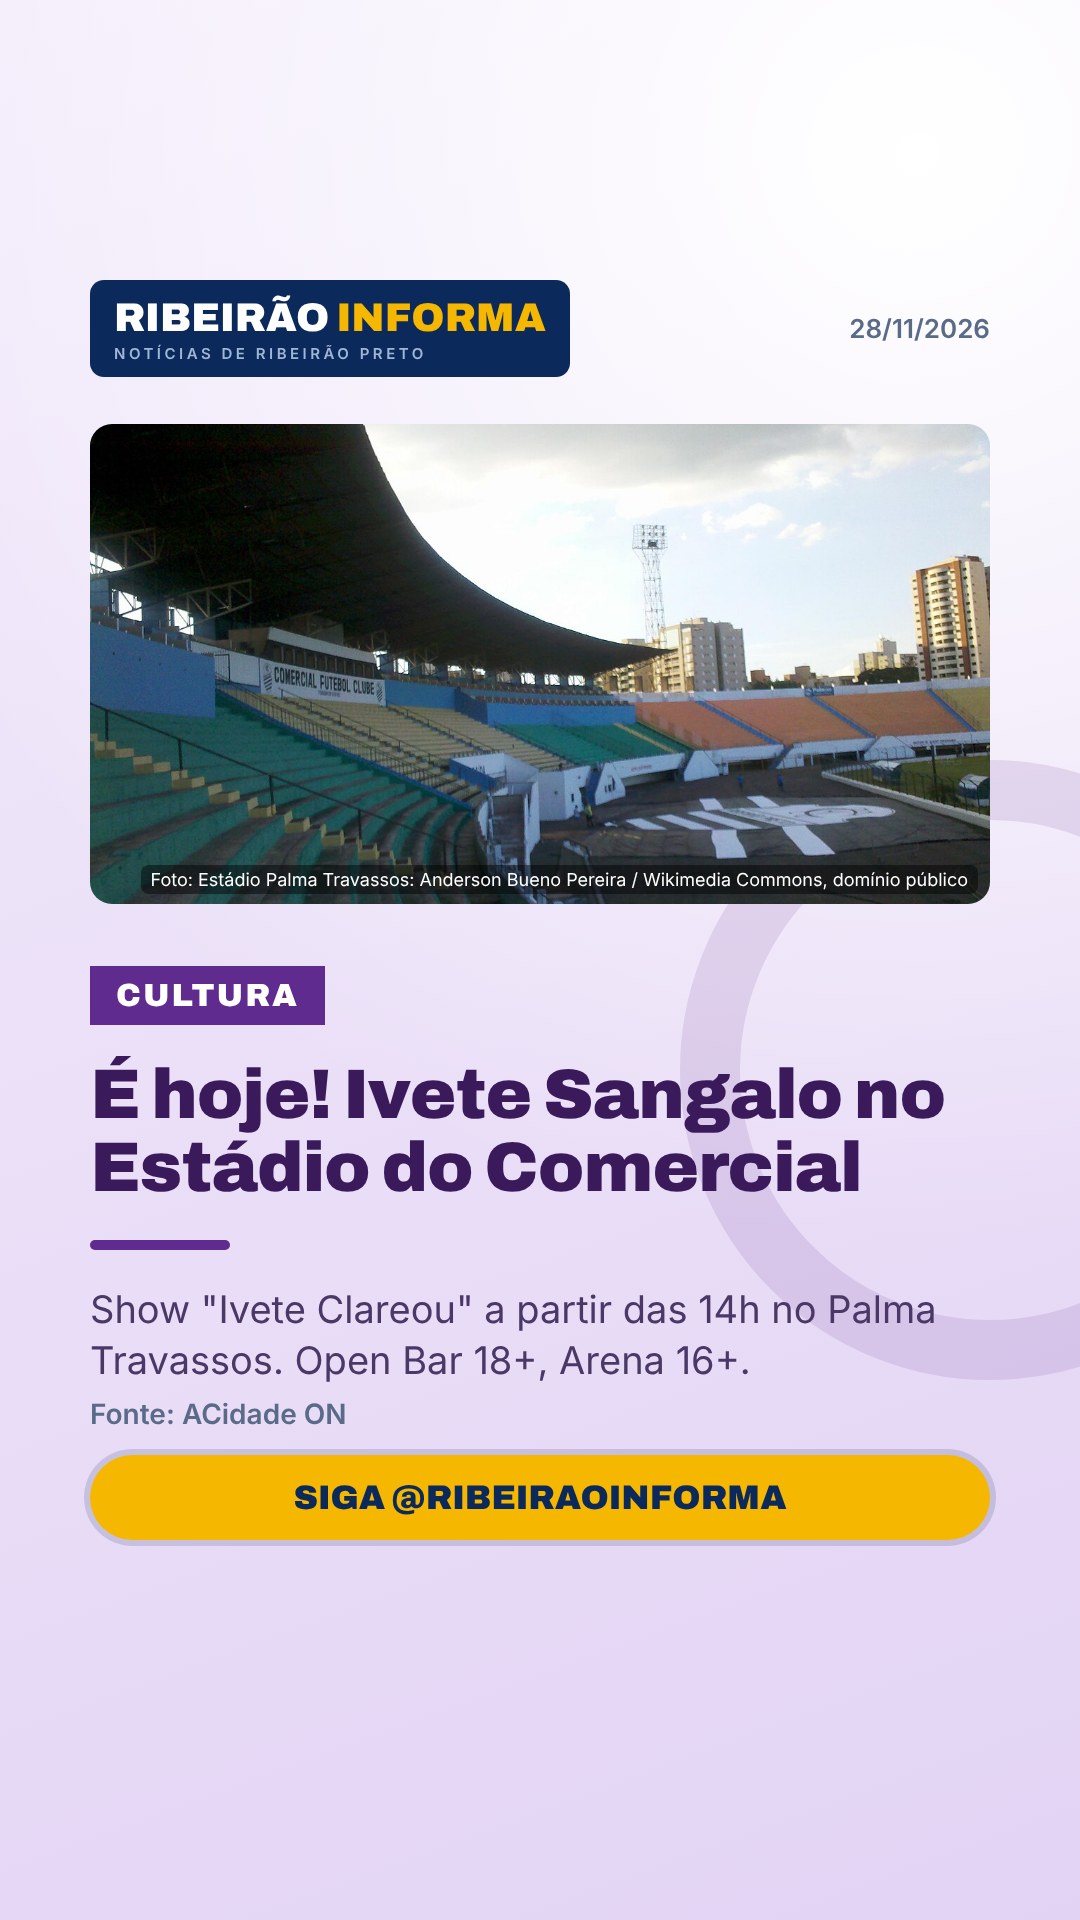 RIBEIRÃO INFORMA
NOTÍCIAS DE RIBEIRÃO PRETO
28/11/2026
COMERCIAL FUTEBOL CLUBE
Foto: Estádio Palma Travassos: Anderson Bueno Pereira / Wikimedia Commons, domínio público
CULTURA
É hoje! Ivete Sangalo no
Estádio do Comercial
Show "Ivete Clareou" a partir das 14h no Palma
Travassos. Open Bar 18+, Arena 16+.
Fonte: ACidade ON
SIGA @RIBEIRAOINFORMA